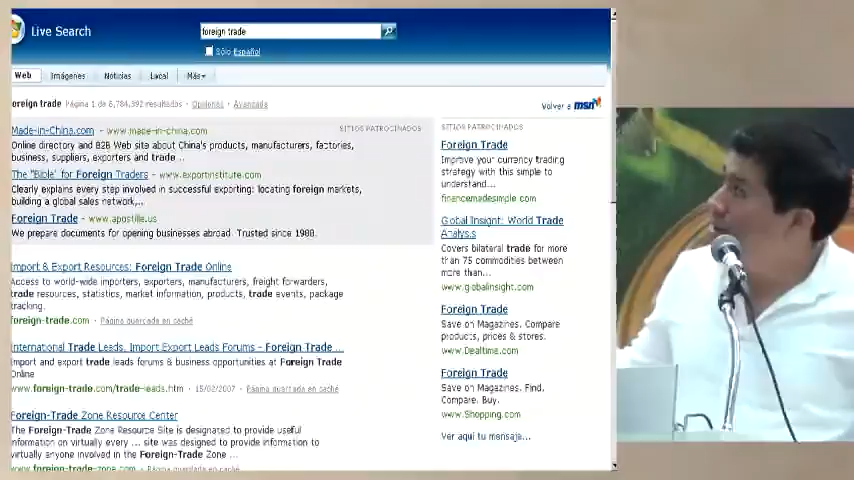 Live Search
foreign trade
Sólo Español
Web Imágenes Noticias Local Más
foreign trade Página 1 de 6,784,392 resultados · Opciones · Avanzada
Volver a msn
SITIOS PATROCINADOS
Made-in-China.com - www.made-in-china.com
Online directory and B2B Web site about China's products, manufacturers, factories,
business, suppliers, exporters and trade ...
The "Bible" for Foreign Traders - www.exportinstitute.com
Clearly explains every step involved in successful exporting: locating foreign markets,
building a global sales network,..
Foreign Trade - www.apostille.us
We prepare documents for opening businesses abroad. Trusted since 1988.
Import & Export Resources: Foreign Trade Online
Access to world-wide importers, exporters, manufacturers, freight forwarders,
trade resources, statistics, market information, products, trade events, package
tracking.
foreign-trade.com · Página guardada en caché
International Trade Leads, Import Export Leads Forums - Foreign Trade ...
Import and export trade leads forums & business opportunities at Foreign Trade
Online
www.foreign-trade.com/trade-leads.htm · 15/02/2007 · Página guardada en caché
Foreign-Trade Zone Resource Center
The Foreign-Trade Zone Resource Site is designed to provide useful
information on virtually every ... site was designed to provide information to
virtually anyone involved in the Foreign-Trade Zone ...
www.foreign-trade-zone.com · Página guardada en caché
SITIOS PATROCINADOS
Foreign Trade
Improve your currency trading
strategy with this simple to
understand...
financemadesimple.com
Global Insight: World Trade
Analysis
Covers bilateral trade for more
than 75 commodities between
more than...
www.globalinsight.com
Foreign Trade
Save on Magazines. Compare
products, prices & stores.
www.Dealtime.com
Foreign Trade
Save on Magazines. Find.
Compare. Buy.
www.Shopping.com
Ver aquí tu mensaje...